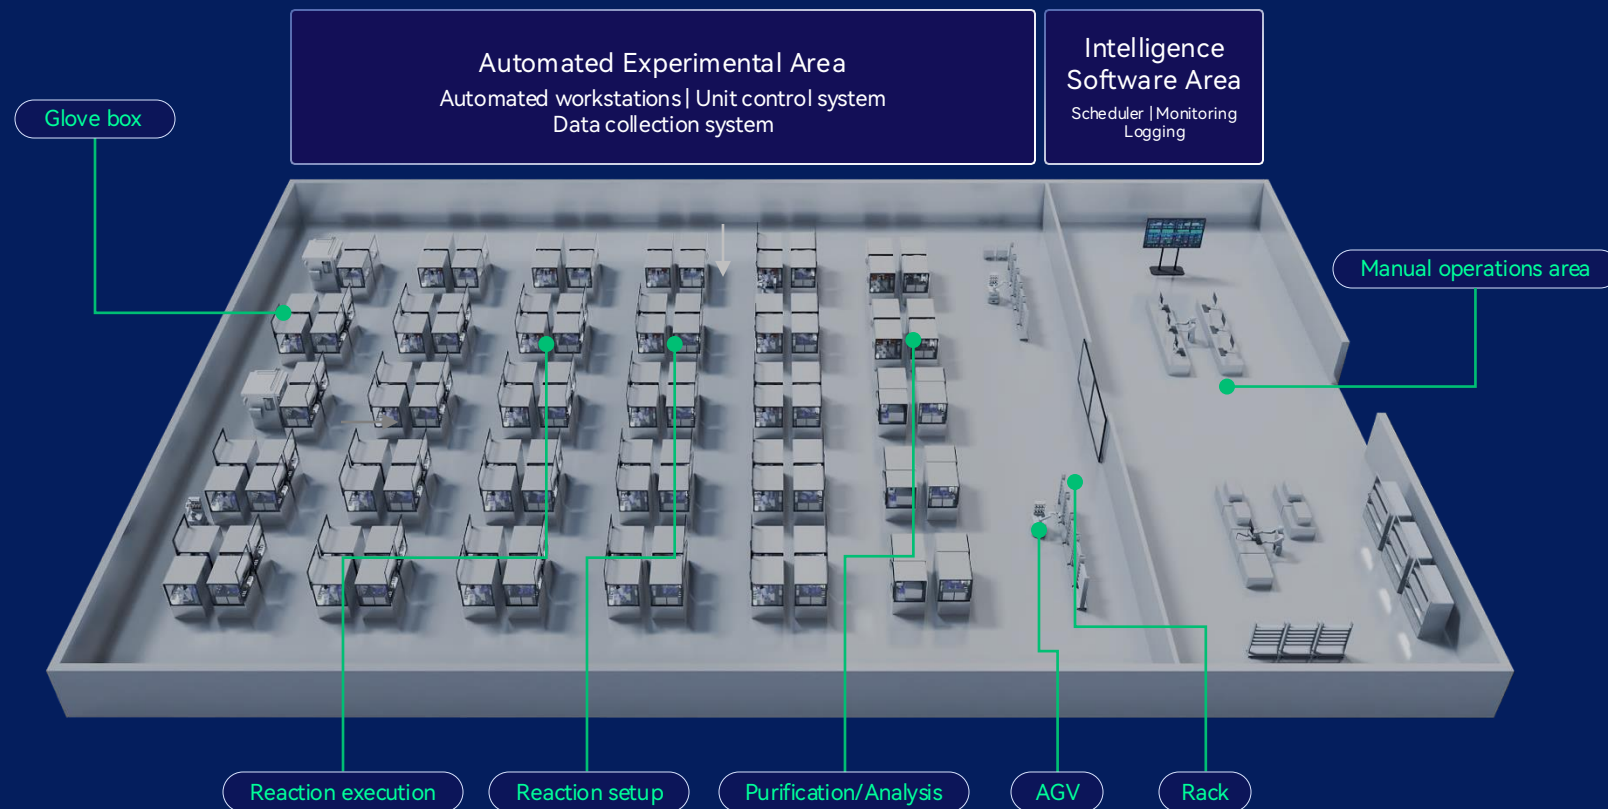 Automated Experimental Area
Automated workstations | Unit control system
Data collection system
Intelligence
Software Area
Scheduler | Monitoring
Logging
Glove box
Manual operations area
Reaction execution
Reaction setup
Purification/Analysis
AGV
Rack